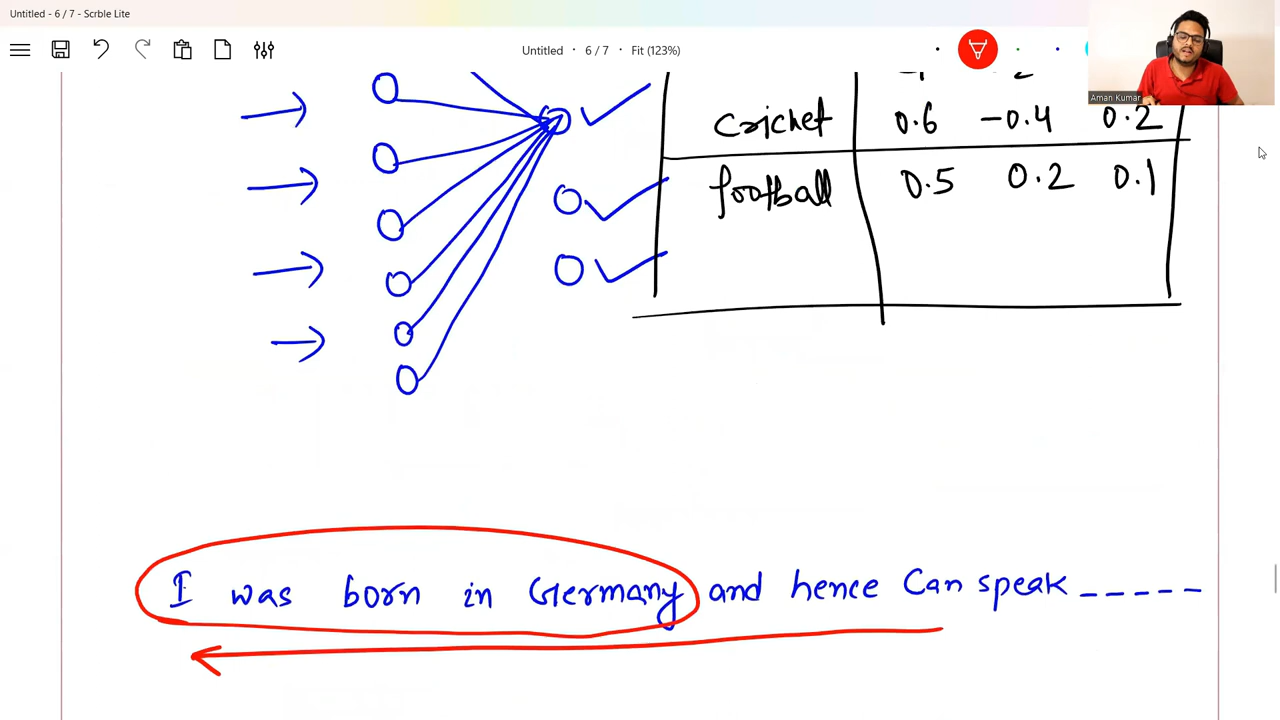 Untitled - 6 / 7 - Scrble Lite
Untitled • 6 / 7 • Fit (123%)
Aman Kumar
Cricket 0.6 -0.4 0.2
football 0.5 0.2 0.1
I was born in Germany and hence Can speak -----